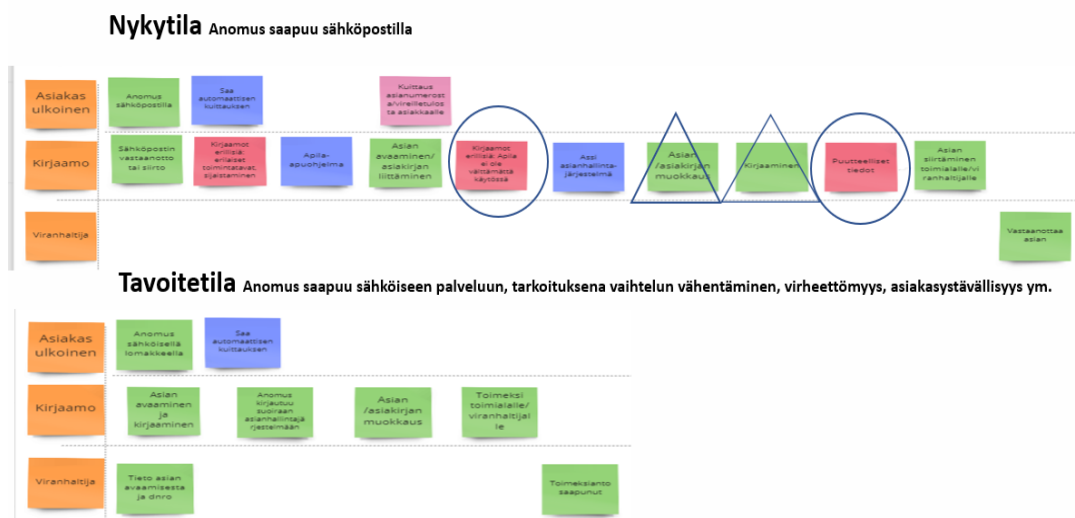 Nykytila Anomus saapuu sähköpostilla
Asiakas
ulkoinen
Anomus
sähköpostilla
Saa
automaattisen
kuittauksen
Kuittaus
asianumerost
a/vireilletulos
ta asiakkaalle
Kirjaamo
Sähköpostin
vastaanotto
tai siirto
Kirjaamot
erillisiä;
erilaiset
toimintatavat,
sijaistaminen
Apila-
apuohjelma
Asian
avaaminen/
asiakirjan
liittäminen
Kirjaamot
erillisiä: Apila
ei ole
välttämättä
käytössä
Assi
asianhallinta-
järjestelmä
Asian
/asiakirjan
muokkaus
Kirjaaminen
Puutteelliset
tiedot
Asian
siirtäminen
toimialalle/vi
ranhaltijalle
Viranhaltija
Vastaanottaa
asian
Tavoitetila Anomus saapuu sähköiseen palveluun, tarkoituksena vaihtelun vähentäminen, virheettömyys, asiakasystävällisyys ym.
Asiakas
ulkoinen
Anomus
sähköisellä
lomakkeella
Saa
automaattisen
kuittauksen
Kirjaamo
Asian
avaaminen
ja
kirjaaminen
Anomus
kirjautuu
suoraan
asianhallintajä
rjestelmään
Asian
/asiakirjan
muokkaus
Toimeksi
toimialalle/
viranhaltijal
le
Viranhaltija
Tieto asian
avaamisesta
ja dnro
Toimeksianto
saapunut